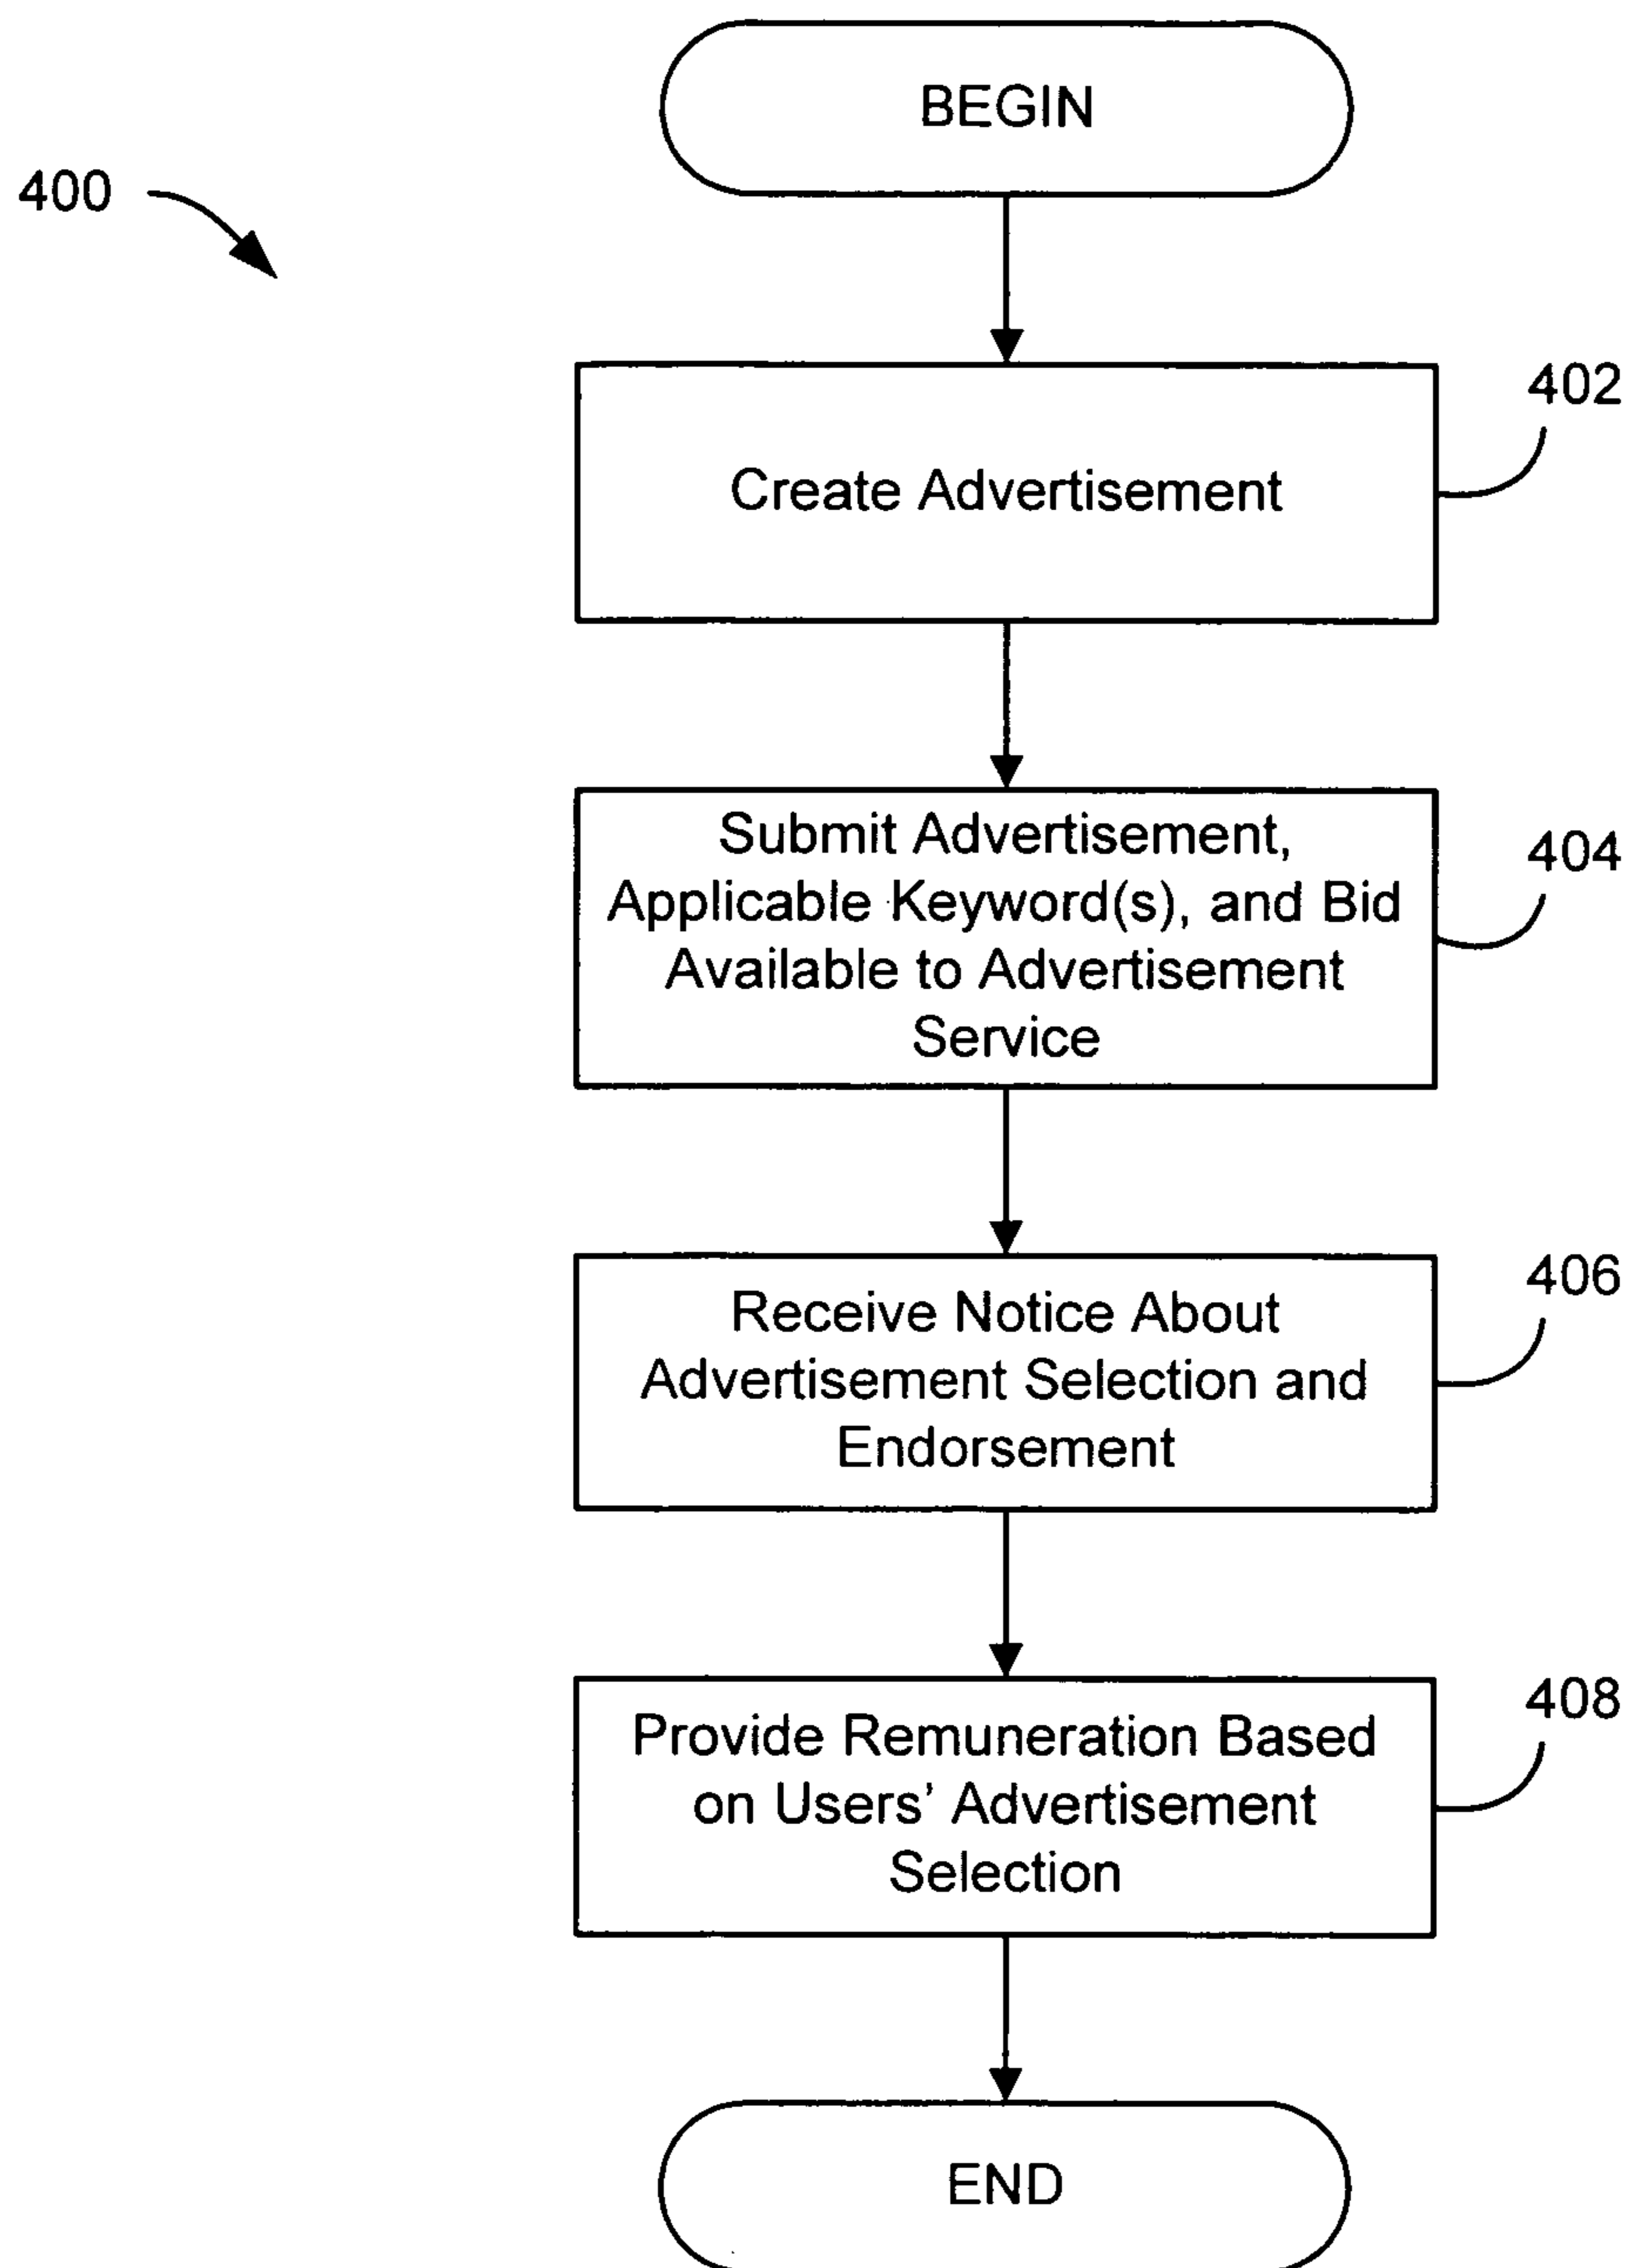 BEGIN
400
402
Create Advertisement
Submit Advertisement,
Applicable Keyword(s), and Bid
Available to Advertisement
Service
404
Receive Notice About
Advertisement Selection and
Endorsement
406
Provide Remuneration Based
on Users’ Advertisement
Selection
408
END